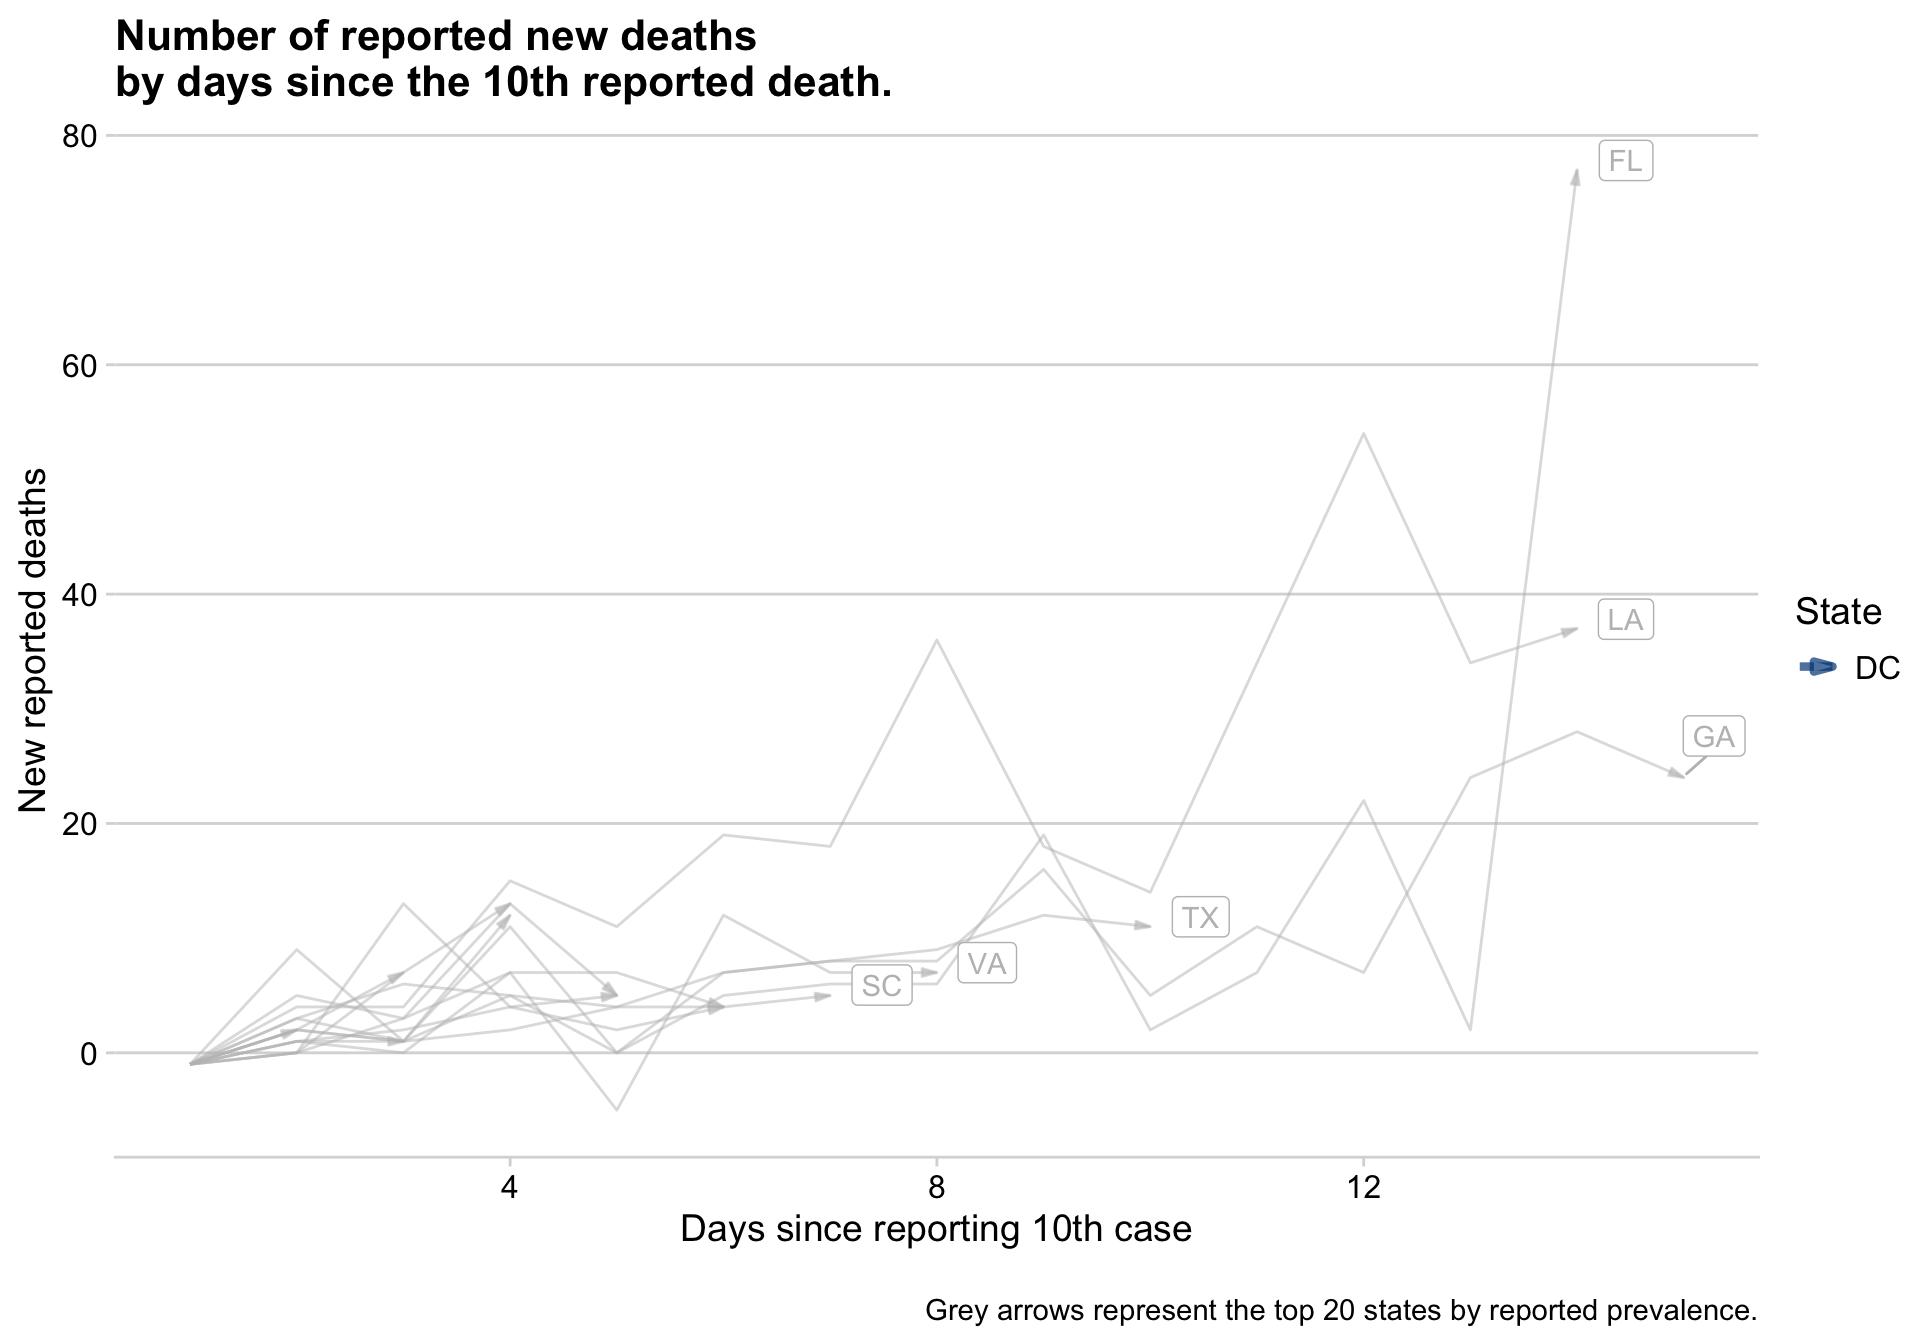 Number of reported new deaths
by days since the 10th reported death.
80
60
40
20
0
New reported deaths
FL
LA
GA
TX
VA
SC
State
DC
4
8
12
Days since reporting 10th case
Grey arrows represent the top 20 states by reported prevalence.